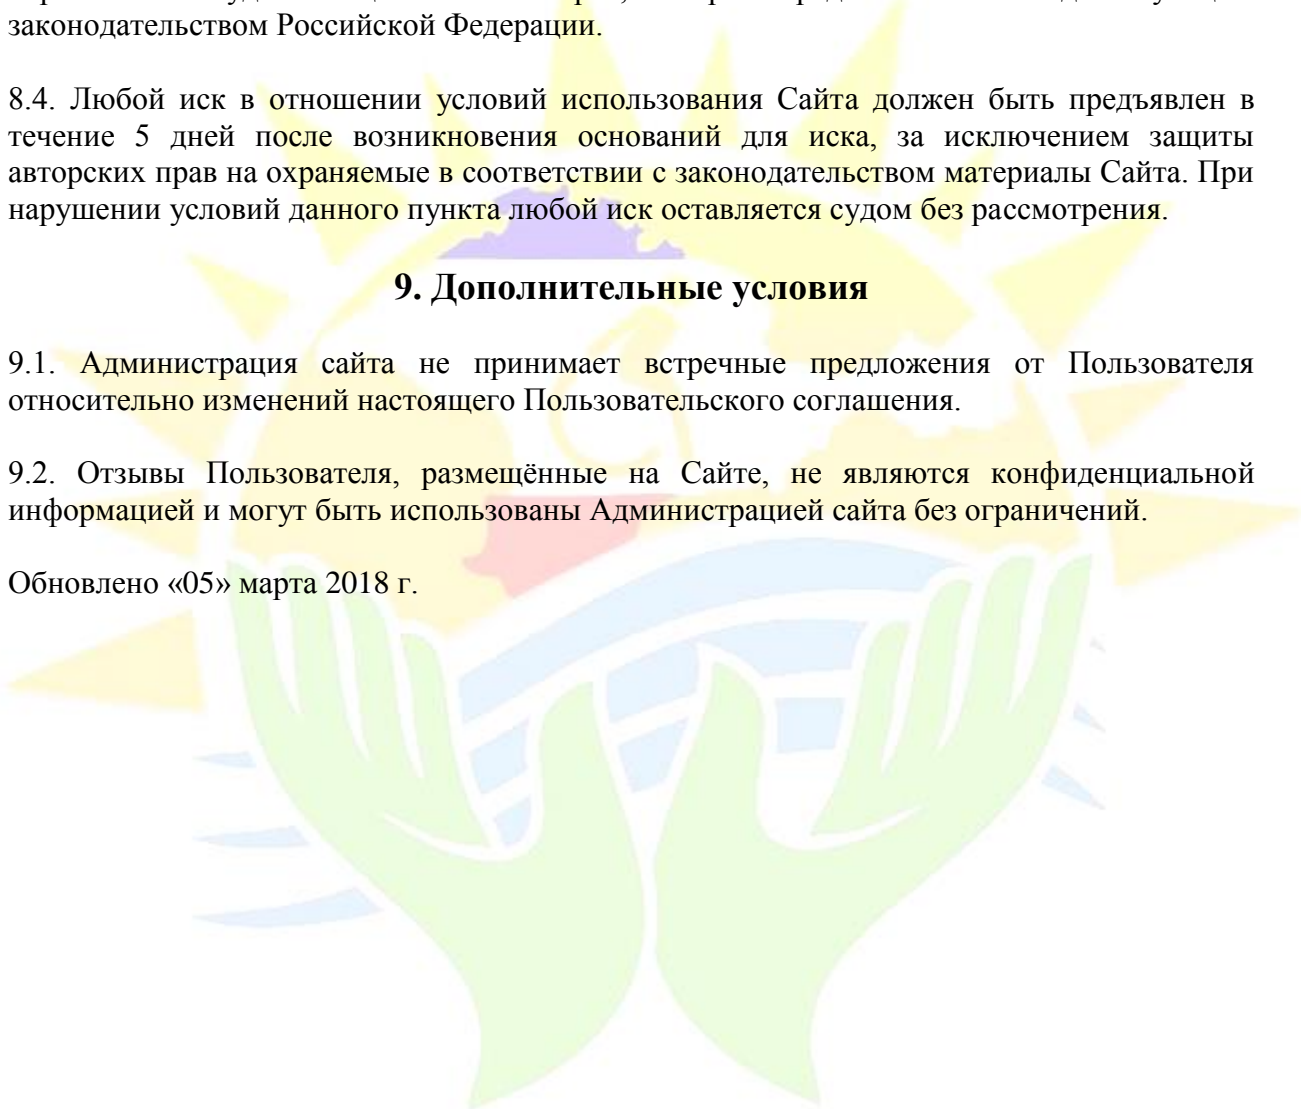 законодательством Российской Федерации.
8.4. Любой иск в отношении условий использования Сайта должен быть предъявлен в
течение 5 дней после возникновения оснований для иска, за исключением защиты
авторских прав на охраняемые в соответствии с законодательством материалы Сайта. При
нарушении условий данного пункта любой иск оставляется судом без рассмотрения.
9. Дополнительные условия
9.1. Администрация сайта не принимает встречные предложения от Пользователя
относительно изменений настоящего Пользовательского соглашения.
9.2. Отзывы Пользователя, размещённые на Сайте, не являются конфиденциальной
информацией и могут быть использованы Администрацией сайта без ограничений.
Обновлено «05» марта 2018 г.